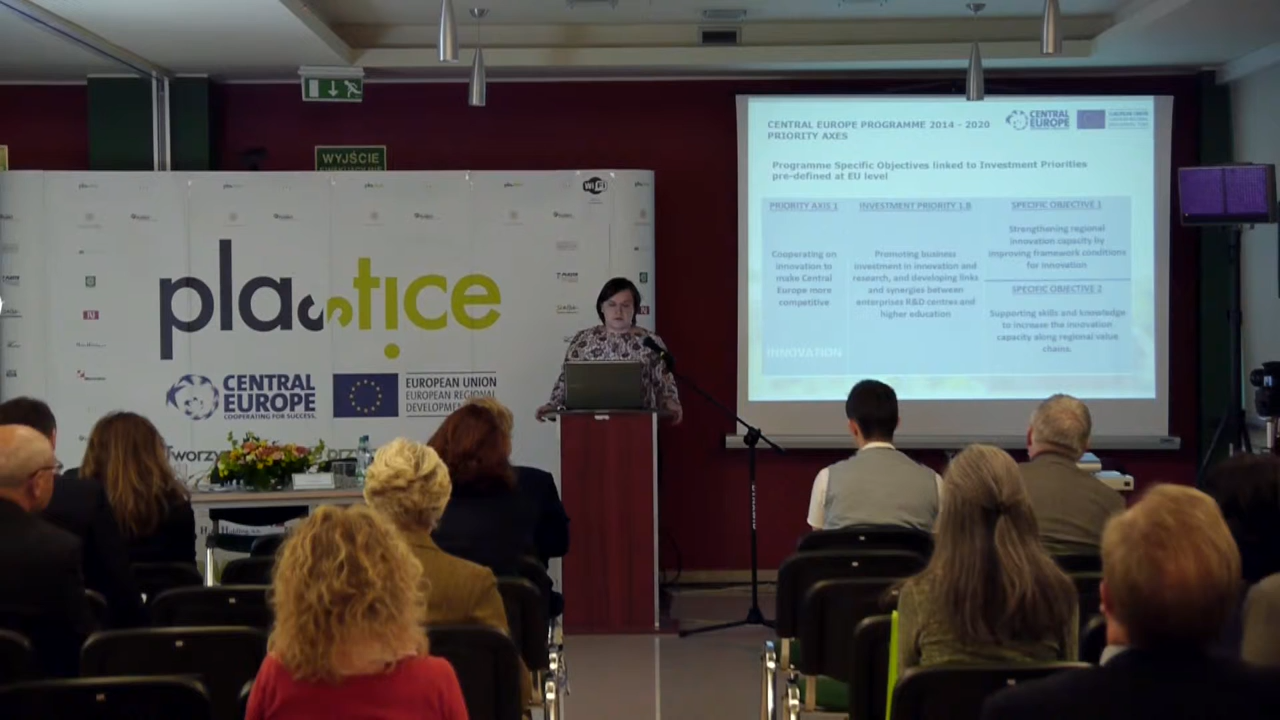 WYJŚCIE
WiFi
plastice
CENTRAL
EUROPE
COOPERATING FOR SUCCESS.
EUROPEAN UNION
EUROPEAN REGIONAL
Tworzy
CENTRAL EUROPE PROGRAMME 2014 - 2020
PRIORITY AXES
CENTRAL
EUROPE
EUROPEAN UNION
Programme Specific Objectives linked to Investment Priorities
pre-defined at EU level
PRIORITY AXIS 1
Cooperating on
innovation to
make Central
Europe more
competitive
INNOVATION
INVESTMENT PRIORITY 1.B
Promoting business
investment in innovation and
research, and developing links
and synergies between
enterprises R&D centres and
higher education
SPECIFIC OBJECTIVE 1
Strengthening regional
innovation capacity by
improving framework conditions
for innovation
SPECIFIC OBJECTIVE 2
Supporting skills and knowledge
to increase the innovation
capacity along regional value
chains.